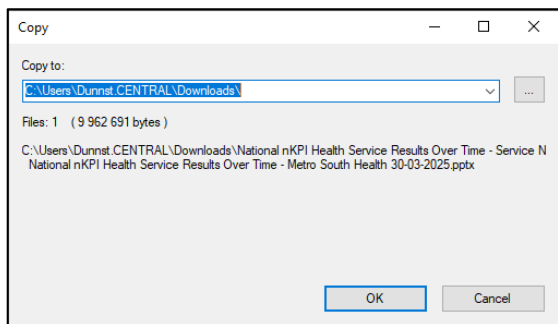 Copy
Copy to:
C:\Users\Dunnst.CENTRAL\Downloads\
...
Files: 1 ( 9 962 691 bytes )
C:\Users\Dunnst.CENTRAL\Downloads\National nKPI Health Service Results Over Time - Service N
National nKPI Health Service Results Over Time - Metro South Health 30-03-2025.pptx
OK
Cancel